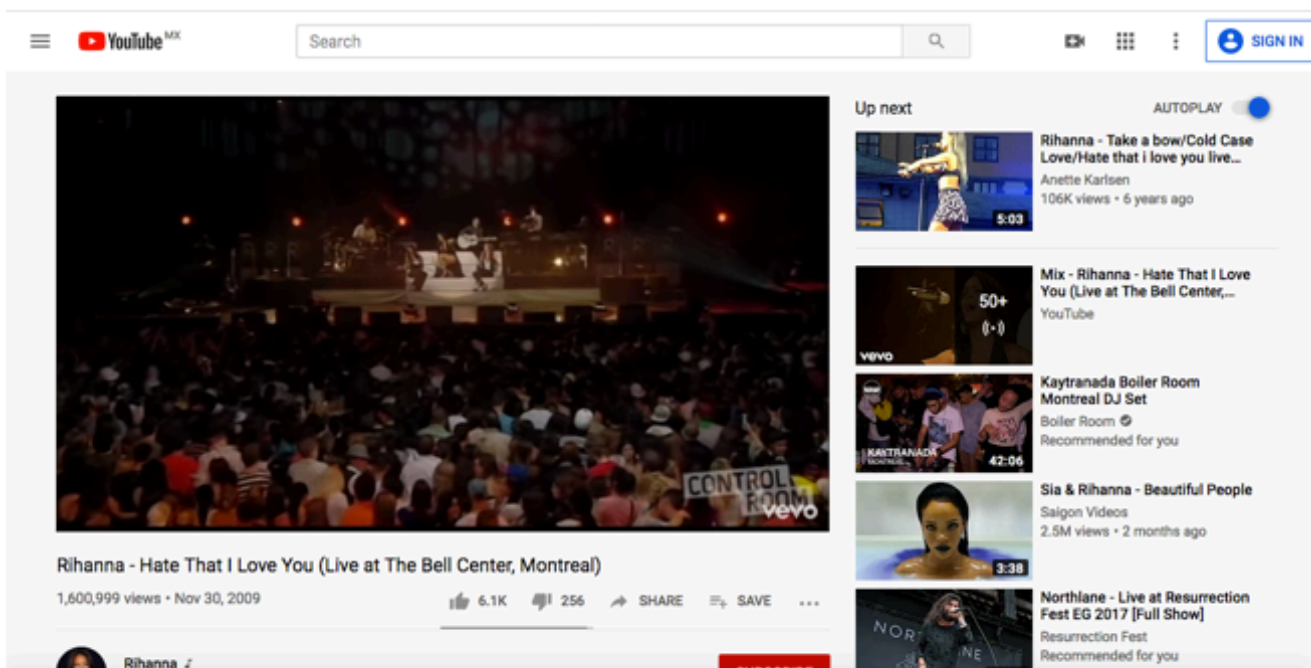 YouTube MX
Search
SIGN IN
CONTROL
ROOM
vevo
Rihanna - Hate That I Love You (Live at The Bell Center, Montreal)
1,600,999 views • Nov 30, 2009
6.1K
256
SHARE
SAVE
Rihanna
SUBSCRIBE
Up next
AUTOPLAY
5:03
Rihanna - Take a bow/Cold Case
Love/Hate that i love you live...
Anette Karlsen
106K views • 6 years ago
50+
vevo
Mix - Rihanna - Hate That I Love
You (Live at The Bell Center,...
YouTube
KAYTRANADA
42:06
Kaytranada Boiler Room
Montreal DJ Set
Boiler Room
Recommended for you
3:38
Sia & Rihanna - Beautiful People
Saigon Videos
2.5M views • 2 months ago
Northlane - Live at Resurrection
Fest EG 2017 [Full Show]
Resurrection Fest
Recommended for you